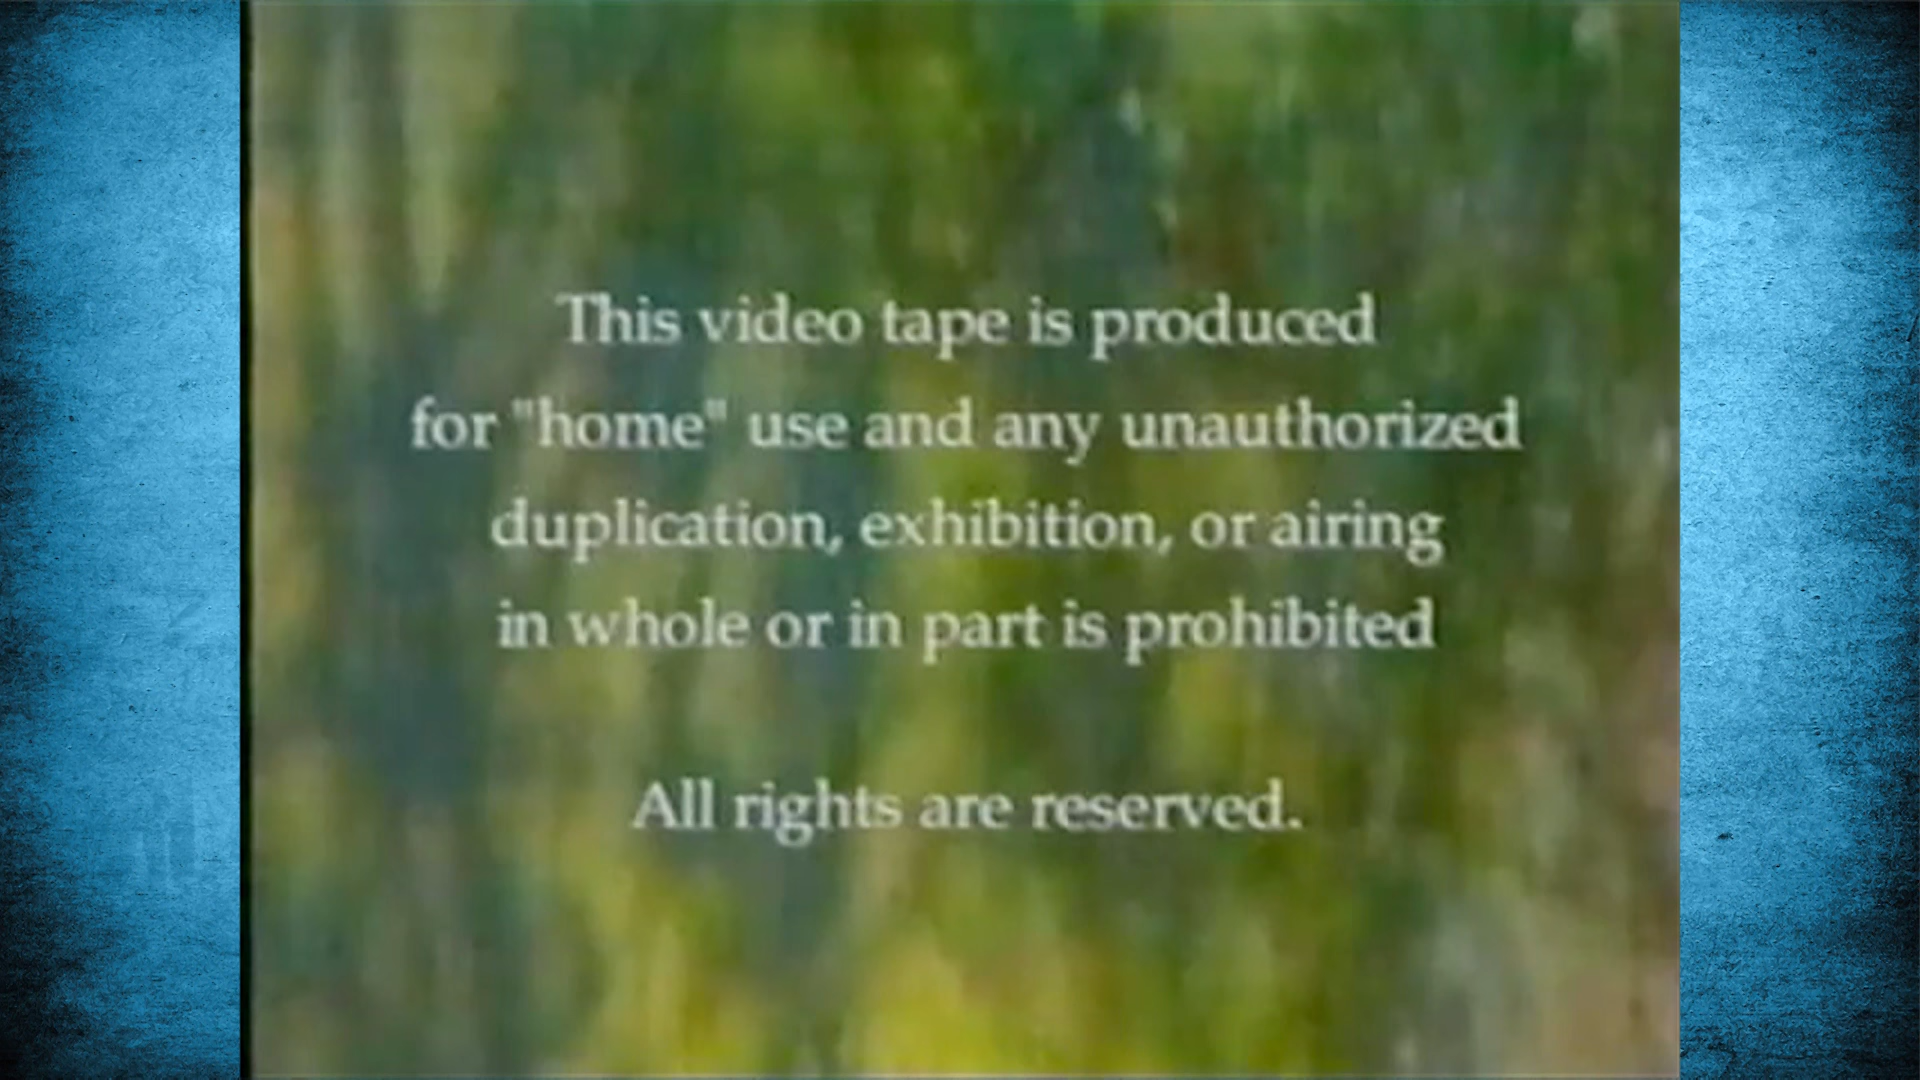 This video tape is produced
for "home" use and any unauthorized
duplication, exhibition, or airing
in whole or in part is prohibited
All rights are reserved.